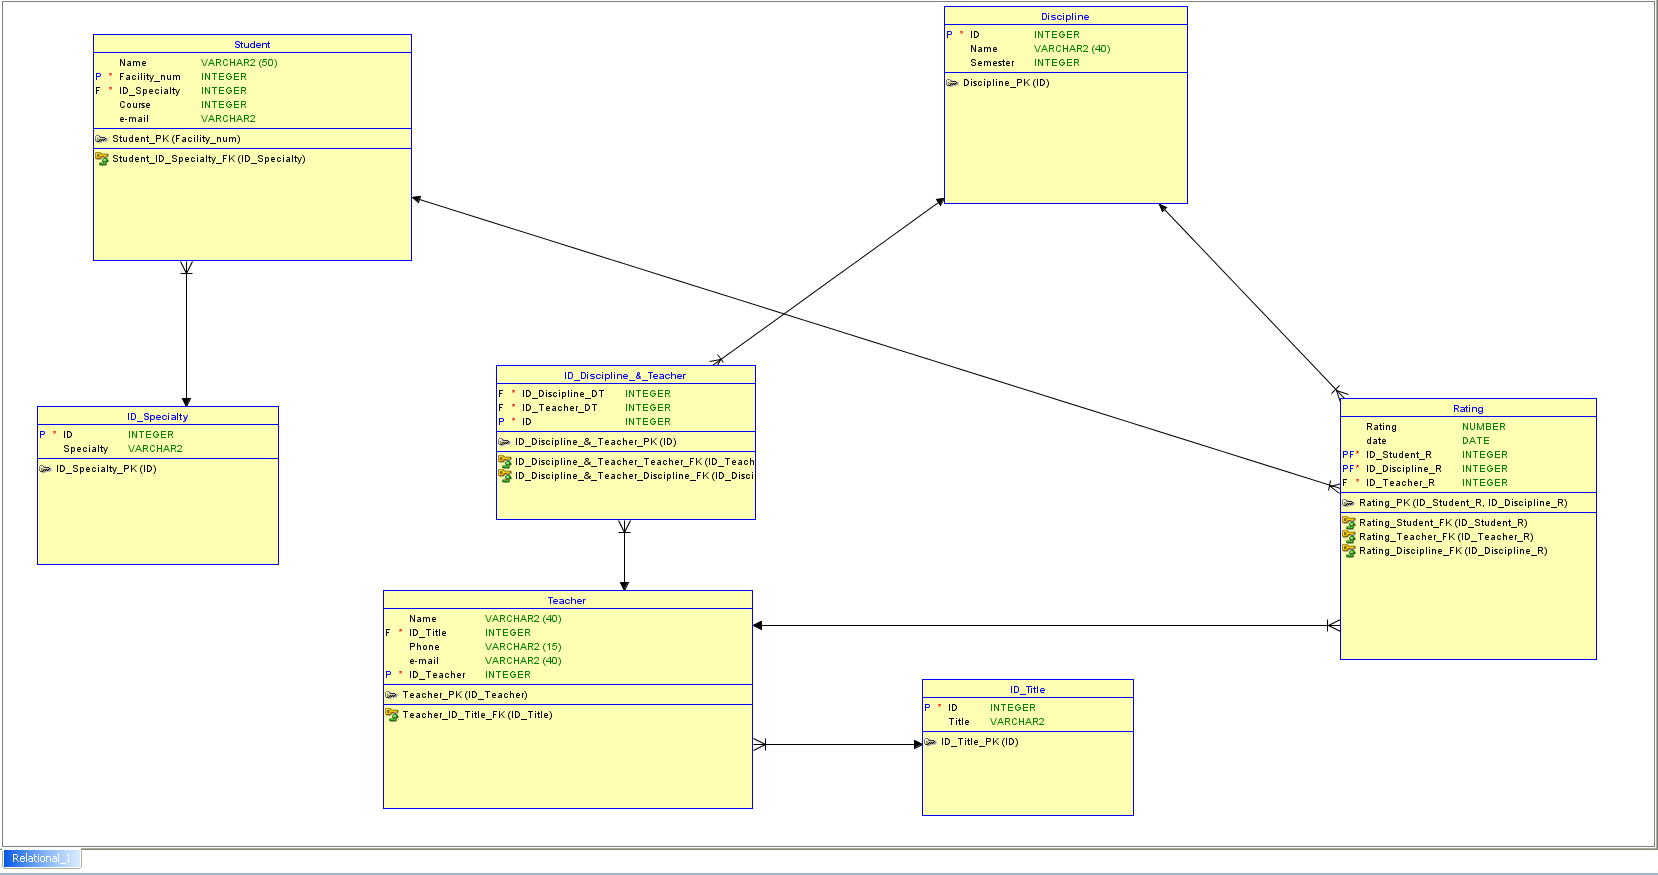 Student
Name VARCHAR2 (50)
P * Facility_num INTEGER
F * ID_Specialty INTEGER
Course INTEGER
e-mail VARCHAR2
Student_PK (Facility_num)
Student_ID_Specialty_FK (ID_Specialty)
Discipline
P * ID INTEGER
Name VARCHAR2 (40)
Semester INTEGER
Discipline_PK (ID)
ID_Specialty
P * ID INTEGER
Specialty VARCHAR2
ID_Specialty_PK (ID)
ID_Discipline_&_Teacher
F * ID_Discipline_DT INTEGER
F * ID_Teacher_DT INTEGER
P * ID INTEGER
ID_Discipline_&_Teacher_PK (ID)
ID_Discipline_&_Teacher_Teacher_FK (ID_Teach
ID_Discipline_&_Teacher_Discipline_FK (ID_Disci
Rating
Rating NUMBER
date DATE
PF* ID_Student_R INTEGER
PF* ID_Discipline_R INTEGER
F * ID_Teacher_R INTEGER
Rating_PK (ID_Student_R, ID_Discipline_R)
Rating_Student_FK (ID_Student_R)
Rating_Teacher_FK (ID_Teacher_R)
Rating_Discipline_FK (ID_Discipline_R)
Teacher
Name VARCHAR2 (40)
F * ID_Title INTEGER
Phone VARCHAR2 (15)
e-mail VARCHAR2 (40)
P * ID_Teacher INTEGER
Teacher_PK (ID_Teacher)
Teacher_ID_Title_FK (ID_Title)
ID_Title
P * ID INTEGER
Title VARCHAR2
ID_Title_PK (ID)
Relational_1